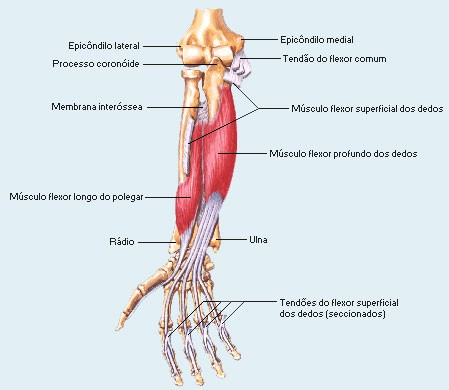 Epicôndilo lateral
Epicôndilo medial
Processo coronóide
Tendão do flexor comum
Membrana interóssea
Músculo flexor superficial dos dedos
Músculo flexor profundo dos dedos
Músculo flexor longo do polegar
Rádio
Ulna
Tendões do flexor superficial
dos dedos (seccionados)